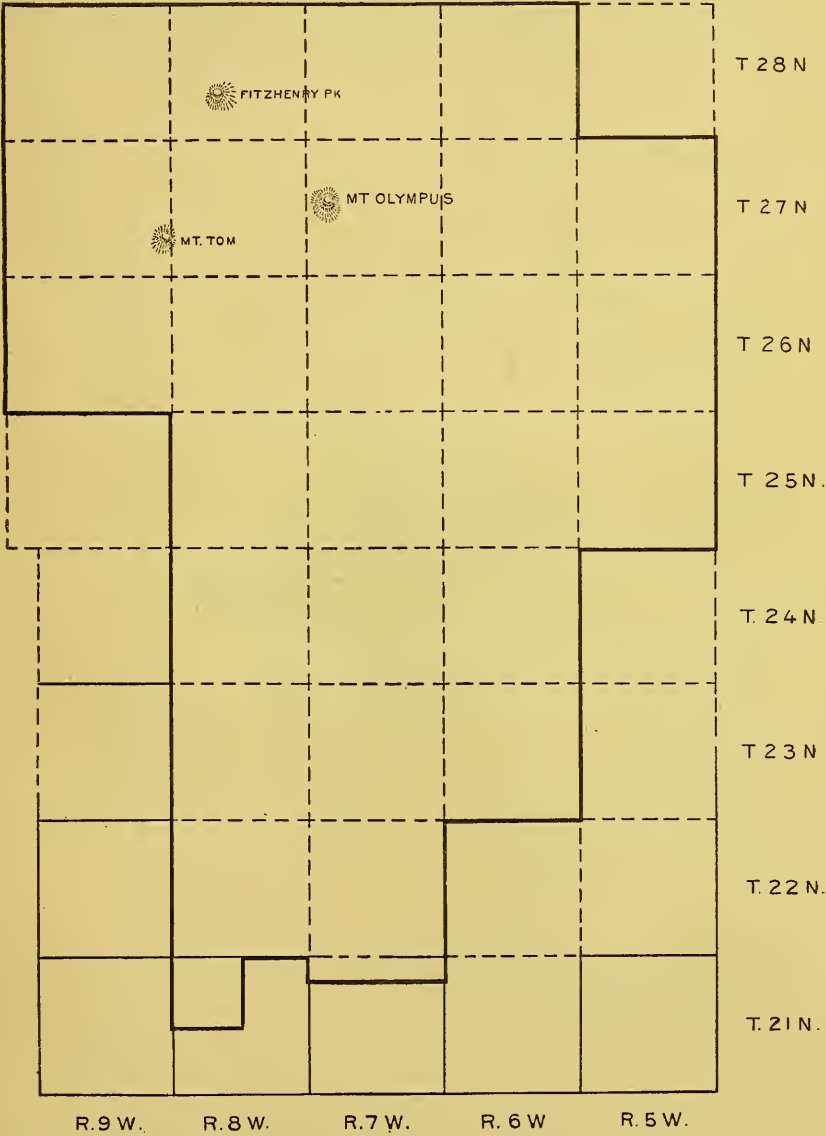 T 28 N
FITZHENRY PK
MT OLYMPUS
T 27 N
MT. TOM
T 26 N
T 25 N.
T. 24 N
T 23 N
T. 22 N.
T. 21 N.
R. 9 W. R. 8 W. R. 7 W. R. 6 W R. 5 W.